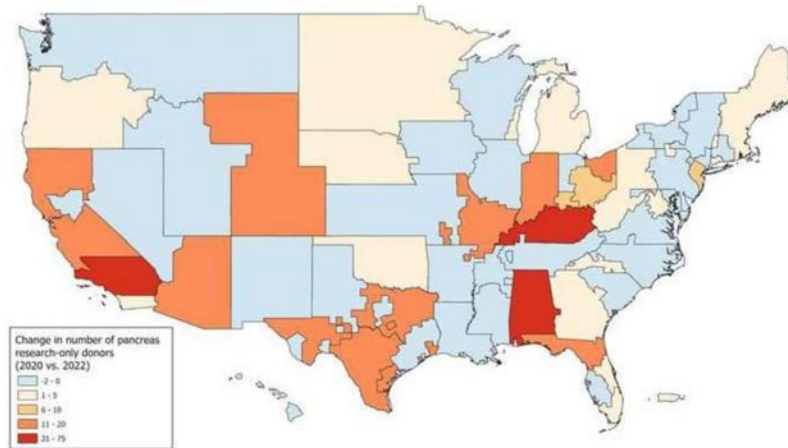 Change in number of pancreas
research-only donors
(2020 vs. 2022)
-2 - 0
1 - 5
6 - 10
11 - 20
21 - 75